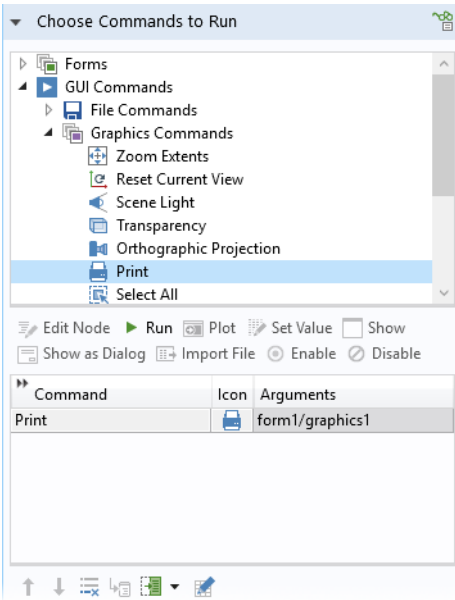 Choose Commands to Run
Forms
GUI Commands
File Commands
Graphics Commands
Zoom Extents
Reset Current View
Scene Light
Transparency
Orthographic Projection
Print
Select All
Edit Node Run Plot Set Value Show
Show as Dialog Import File Enable Disable
Command Icon Arguments
Print form1/graphics1